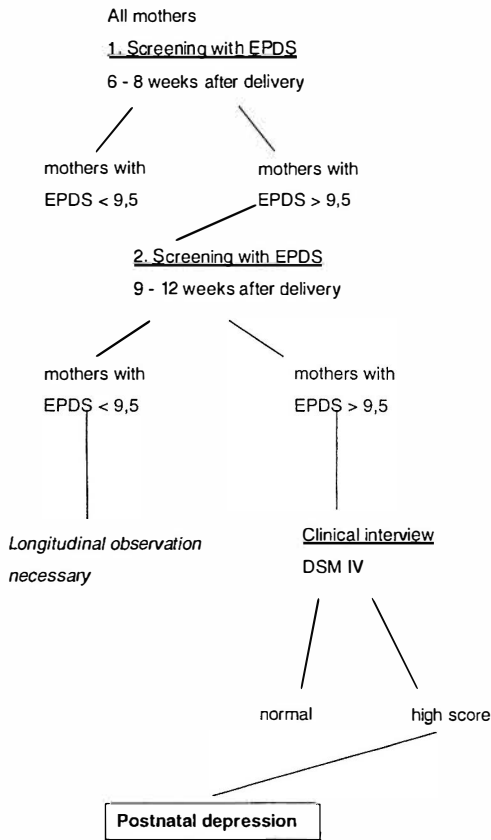 All mothers
1. Screening with EPDS
6 - 8 weeks after delivery
mothers with
EPDS < 9,5
mothers with
EPDS > 9,5
2. Screening with EPDS
9 - 12 weeks after delivery
mothers with
EPDS < 9,5
mothers with
EPDS > 9,5
Longitudinal observation
necessary
Clinical interview
DSM IV
normal
high score
Postnatal depression